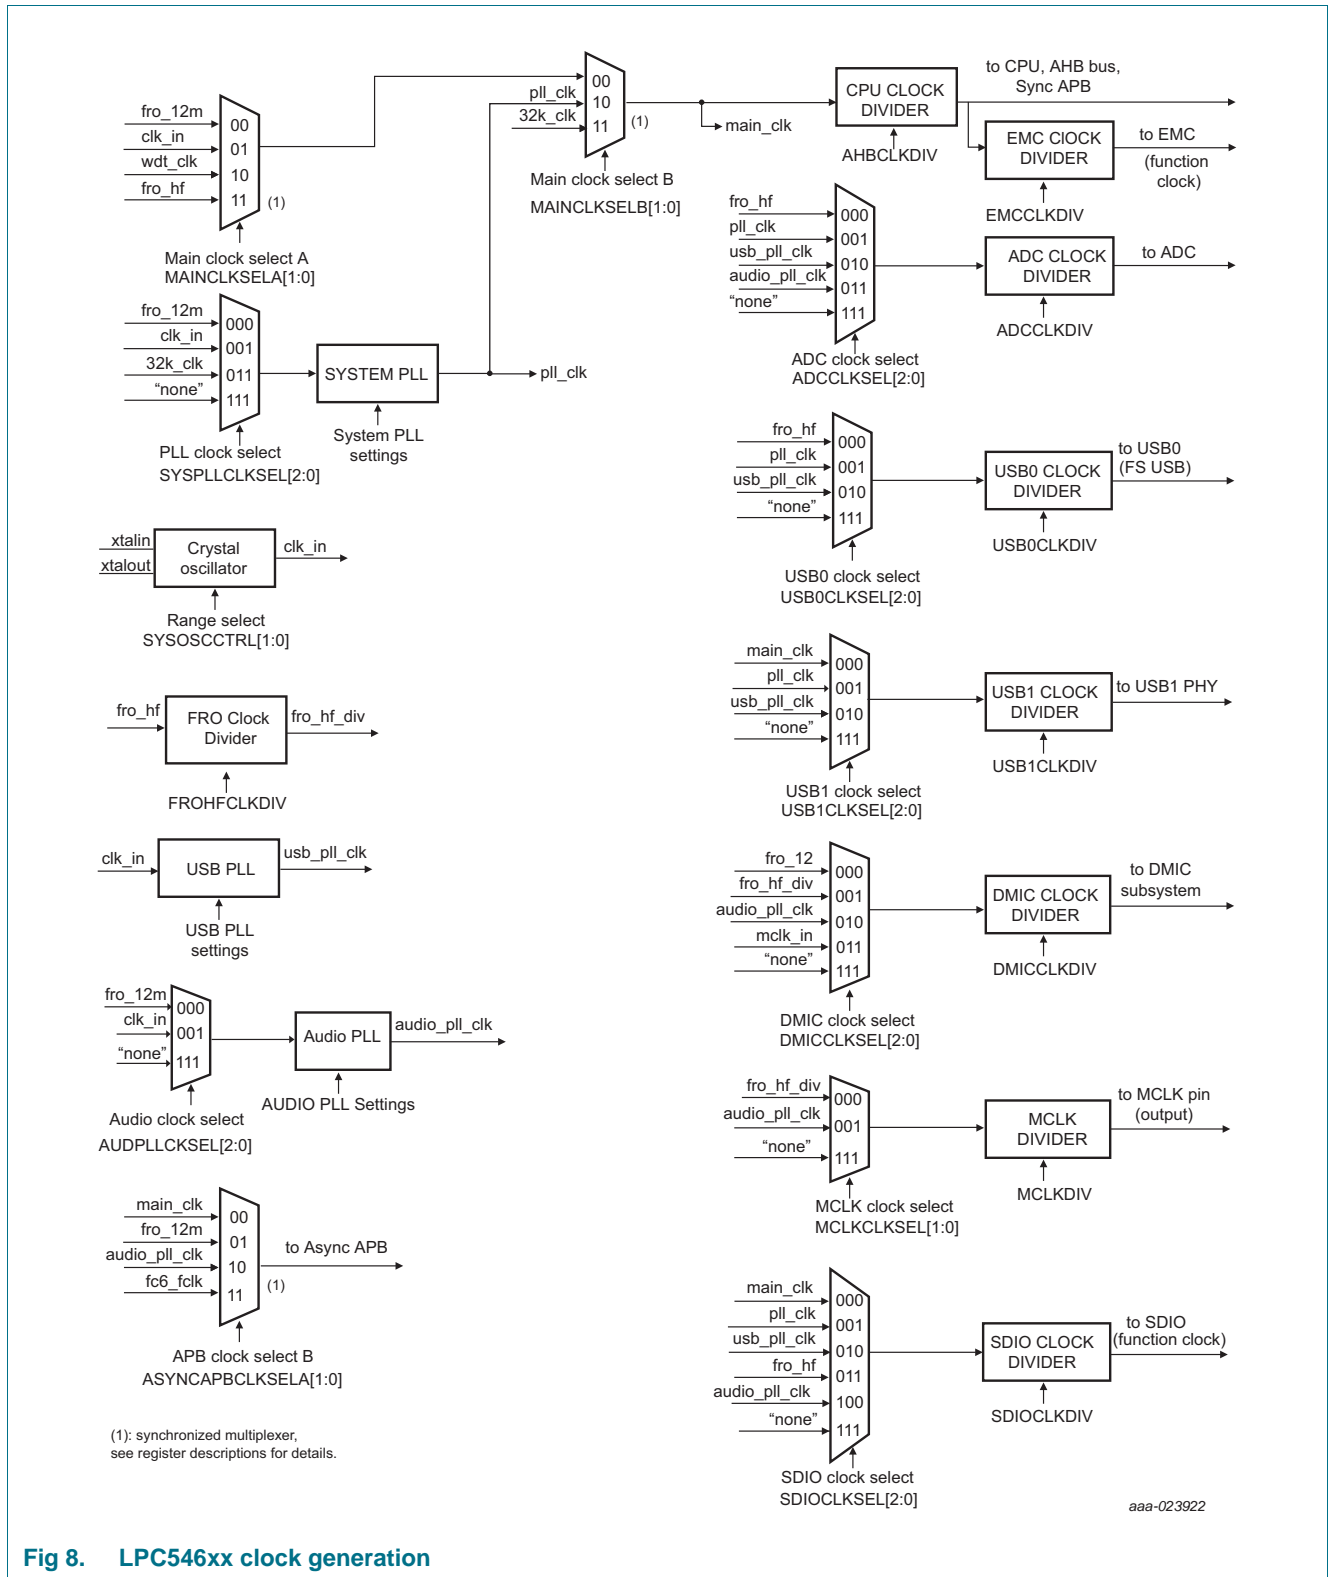 fro_12m
clk_in
wdt_clk
fro_hf
00
01
10
11
(1)
Main clock select A
MAINCLKSELA[1:0]
pll_clk
32k_clk
00
10
11
(1)
Main clock select B
MAINCLKSELB[1:0]
main_clk
CPU CLOCK
DIVIDER
AHBCLKDIV
to CPU, AHB bus,
Sync APB
EMC ClOCK
DIVIDER
EMCCLKDIV
to EMC
(function
clock)
fro_12m
clk_in
32k_clk
“none”
000
001
011
111
PLL clock select
SYSPLLCLKSEL[2:0]
SYSTEM PLL
System PLL
settings
pll_clk
fro_hf
pll_clk
usb_pll_clk
audio_pll_clk
“none”
000
001
010
011
111
ADC clock select
ADCCLKSEL[2:0]
ADC CLOCK
DIVIDER
ADCCLKDIV
to ADC
fro_hf
pll_clk
usb_pll_clk
“none”
000
001
010
111
USB0 clock select
USB0CLKSEL[2:0]
USB0 CLOCK
DIVIDER
USB0CLKDIV
to USB0
(FS USB)
xtalin
xtalout
Crystal
oscillator
clk_in
Range select
SYSOSCCTRL[1:0]
main_clk
pll_clk
usb_pll_clk
“none”
000
001
010
111
USB1 clock select
USB1CLKSEL[2:0]
USB1 CLOCK
DIVIDER
USB1CLKDIV
to USB1 PHY
fro_hf
FRO Clock
Divider
fro_hf_div
FROHFCLKDIV
clk_in
USB PLL
usb_pll_clk
USB PLL
settings
fro_12
fro_hf_div
audio_pll_clk
mclk_in
“none”
000
001
010
011
111
DMIC clock select
DMICCLKSEL[2:0]
DMIC CLOCK
DIVIDER
DMICCLKDIV
to DMIC
subsystem
fro_12m
clk_in
“none”
000
001
111
Audio clock select
AUDPLLCKSEL[2:0]
Audio PLL
AUDIO PLL Settings
audio_pll_clk
fro_hf_div
audio_pll_clk
“none”
000
001
111
MCLK clock select
MCLKCLKSEL[1:0]
MCLK
DIVIDER
MCLKDIV
to MCLK pin
(output)
main_clk
fro_12m
audio_pll_clk
fc6_fclk
00
01
10
11
(1)
to Async APB
APB clock select B
ASYNCAPBCLKSELA[1:0]
main_clk
pll_clk
usb_pll_clk
fro_hf
audio_pll_clk
“none”
000
001
010
011
100
111
SDIO clock select
SDIOCLKSEL[2:0]
SDIO CLOCK
DIVIDER
SDIOCLKDIV
to SDIO
(function clock)
(1): synchronized multiplexer,
see register descriptions for details.
aaa-023922
Fig 8. LPC546xx clock generation